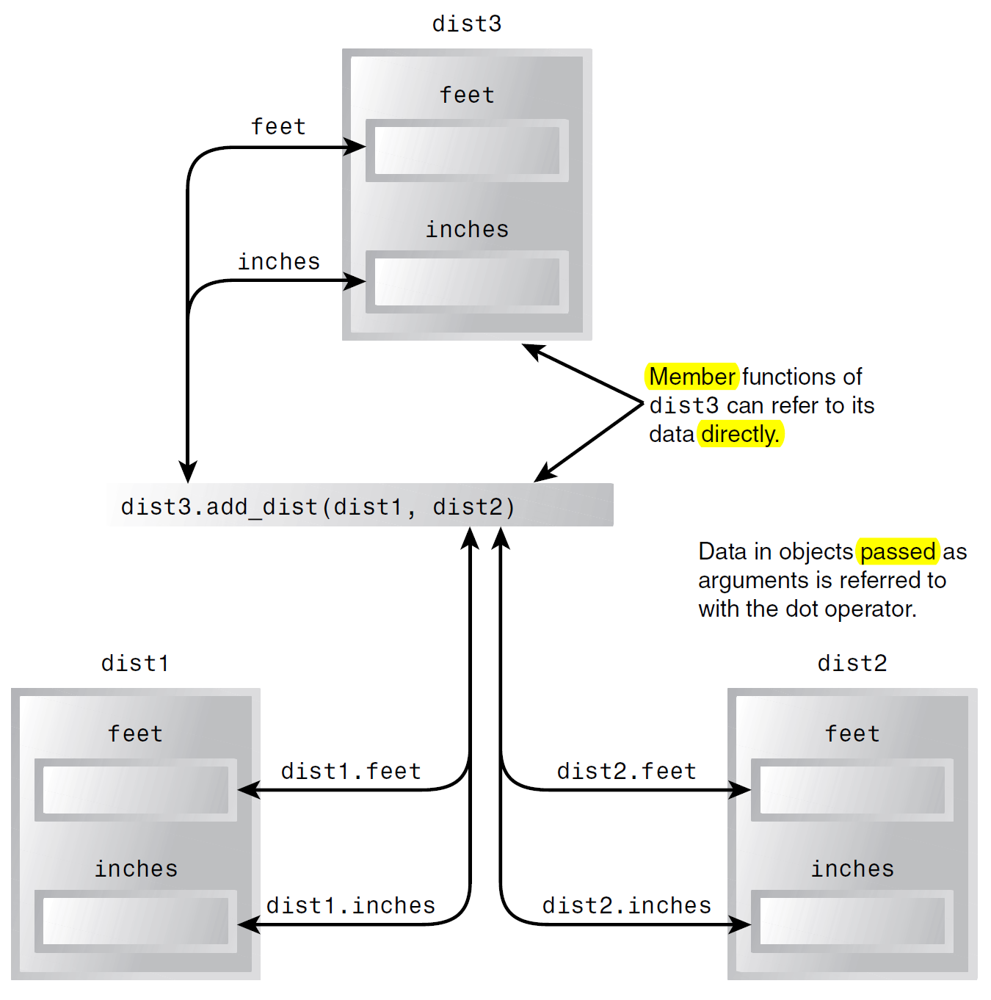 dist3
feet
feet
inches
inches
Member functions of
dist3 can refer to its
data directly.
dist3.add_dist(dist1, dist2)
Data in objects passed as
arguments is referred to
with the dot operator.
dist1
dist2
feet
feet
dist1.feet
dist2.feet
inches
inches
dist1.inches
dist2.inches